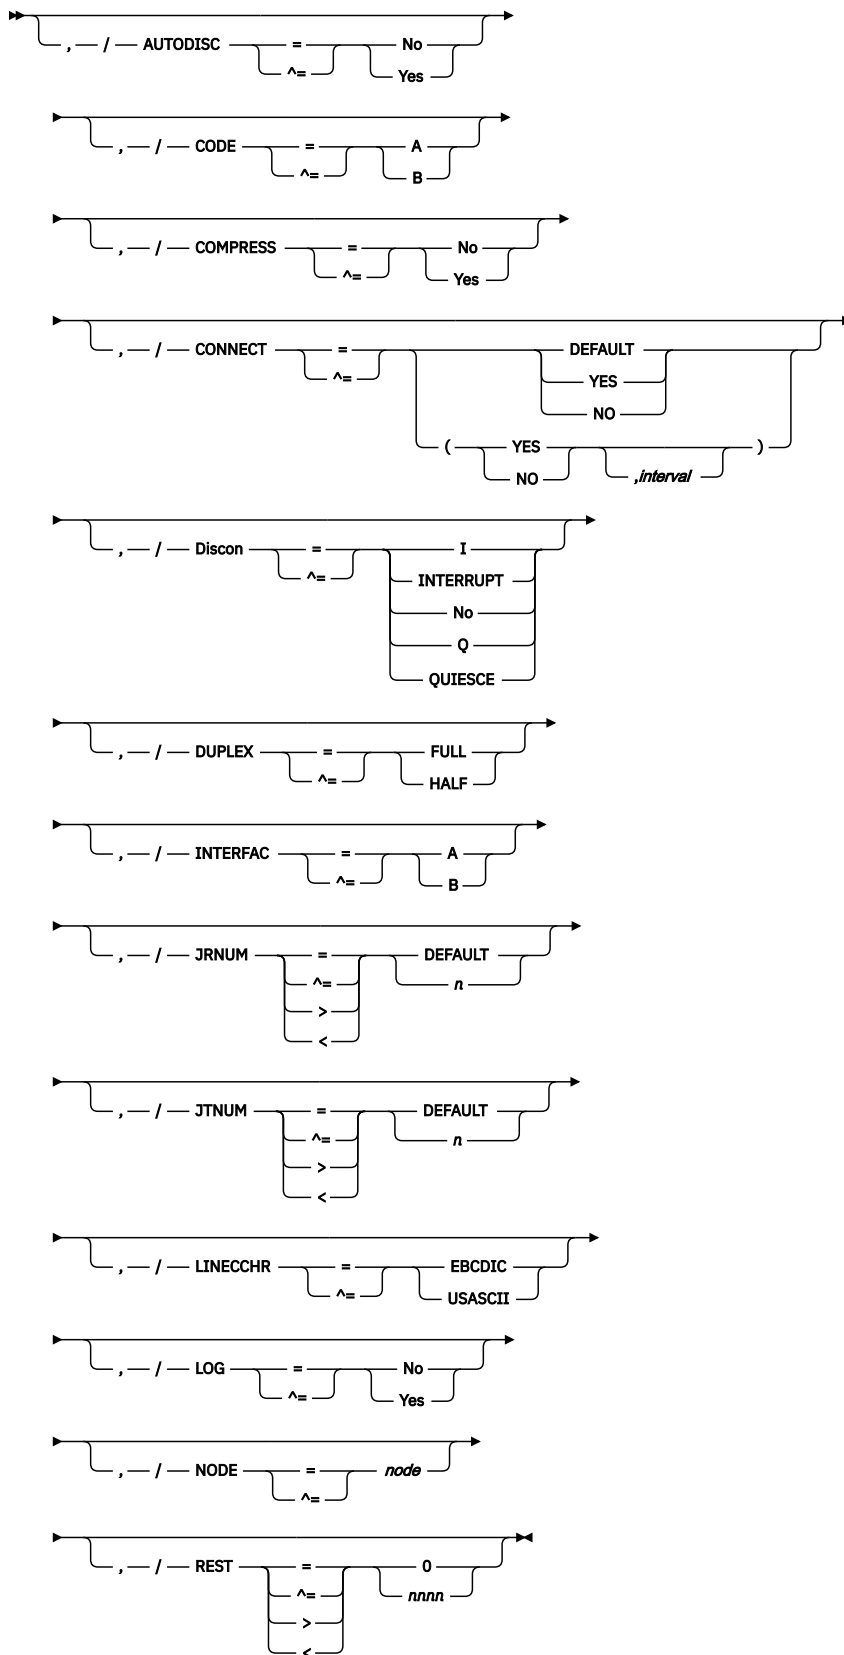 , / AUTODISC = No
^= Yes
, / CODE = A
^= B
, / COMPRESS = No
^= Yes
, / CONNECT = DEFAULT
^= YES
NO
( YES )
NO ,interval
, / Discon = I
^= INTERRUPT
No
Q
QUIESCE
, / DUPLEX = FULL
^= HALF
, / INTERFAC = A
^= B
, / JRNUM = DEFAULT
^= n
>
<
, / JTNUM = DEFAULT
^= n
>
<
, / LINECCHR = EBCDIC
^= USASCII
, / LOG = No
^= Yes
, / NODE = node
^=
, / REST = 0
^= nnnn
>
<